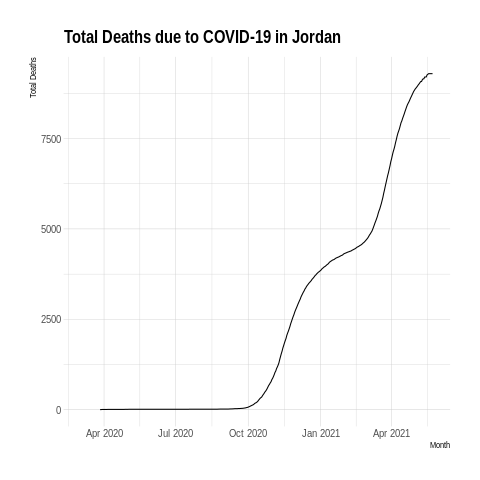 Total Deaths due to COVID-19 in Jordan
Total Deaths
7500
5000
2500
0
Apr 2020 Jul 2020 Oct 2020 Jan 2021 Apr 2021
Month